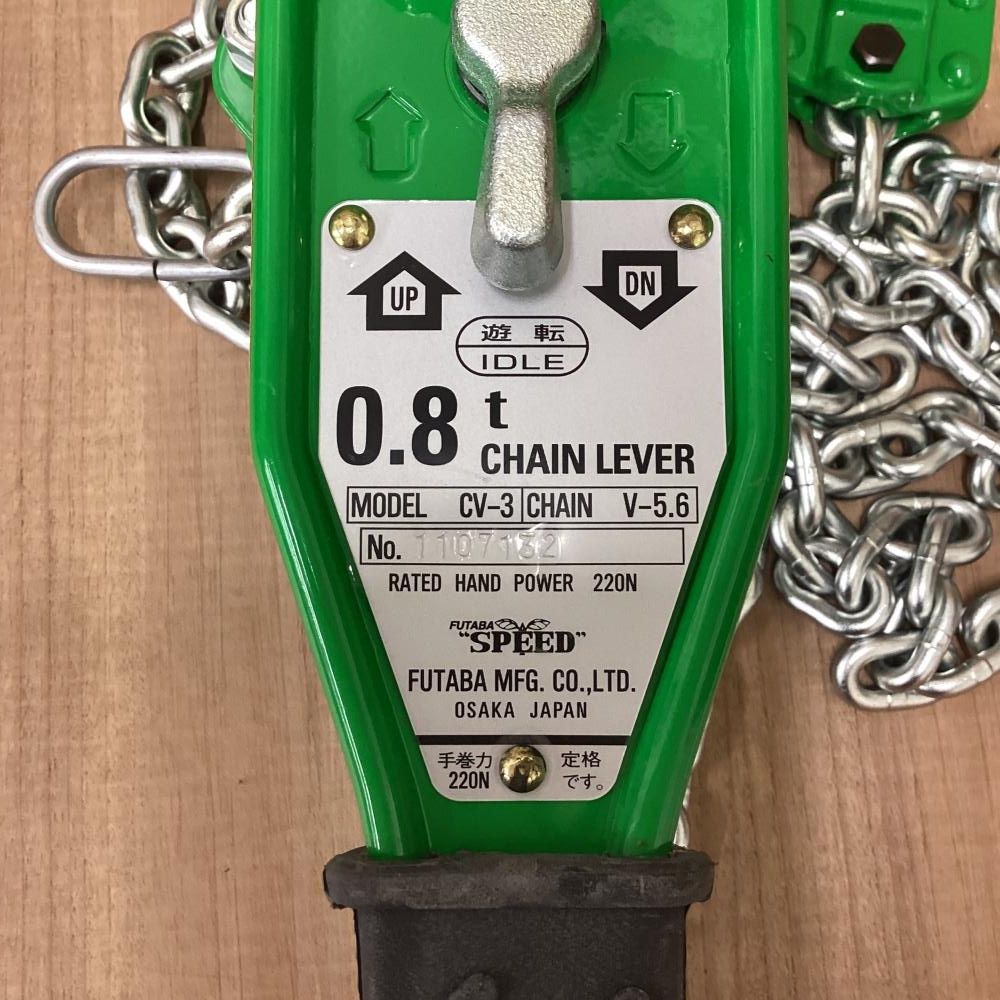 UP
DN
遊転
IDLE
0.8 t
CHAIN LEVER
MODEL CV-3 CHAIN V-5.6
No. 1107132
RATED HAND POWER 220N
FUTABA
"SPEED"
FUTABA MFG. CO.,LTD.
OSAKA JAPAN
手巻力 定格
220N です。